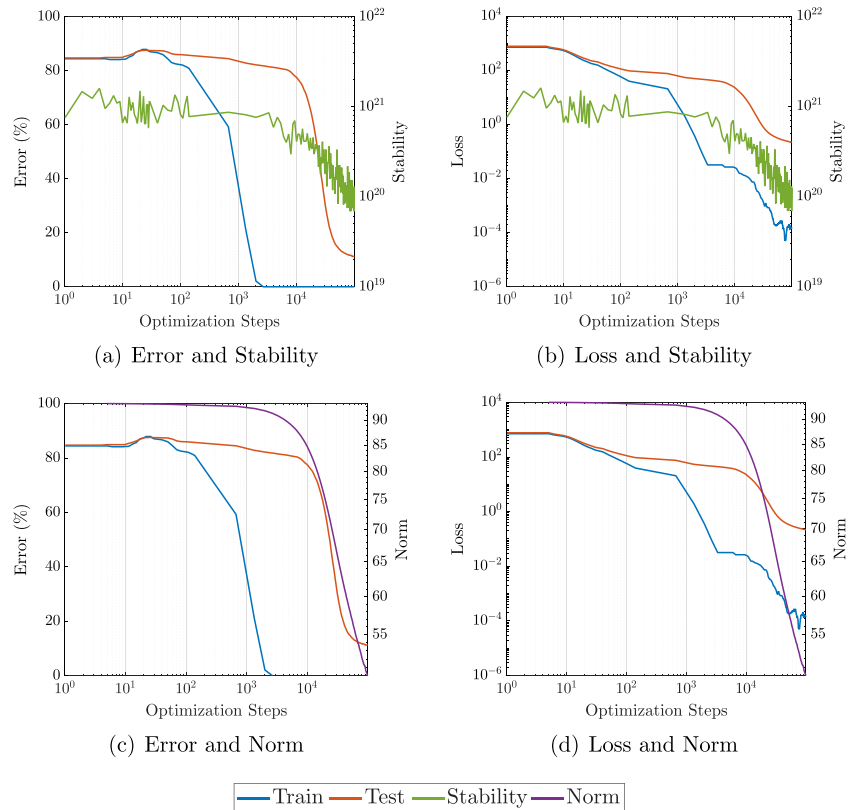 100
80
60
40
20
0
Error (%)
10^22
10^21
10^20
10^19
Stability
10^0 10^1 10^2 10^3 10^4
Optimization Steps
(a) Error and Stability
10^4
10^2
10^0
10^−2
10^−4
10^−6
Loss
10^22
10^21
10^20
10^19
Stability
10^0 10^1 10^2 10^3 10^4
Optimization Steps
(b) Loss and Stability
100
80
60
40
20
0
Error (%)
90
85
80
75
70
65
60
55
Norm
10^0 10^1 10^2 10^3 10^4
Optimization Steps
(c) Error and Norm
10^4
10^2
10^0
10^−2
10^−4
10^−6
Loss
90
85
80
75
70
65
60
55
Norm
10^0 10^1 10^2 10^3 10^4
Optimization Steps
(d) Loss and Norm
Train Test Stability Norm